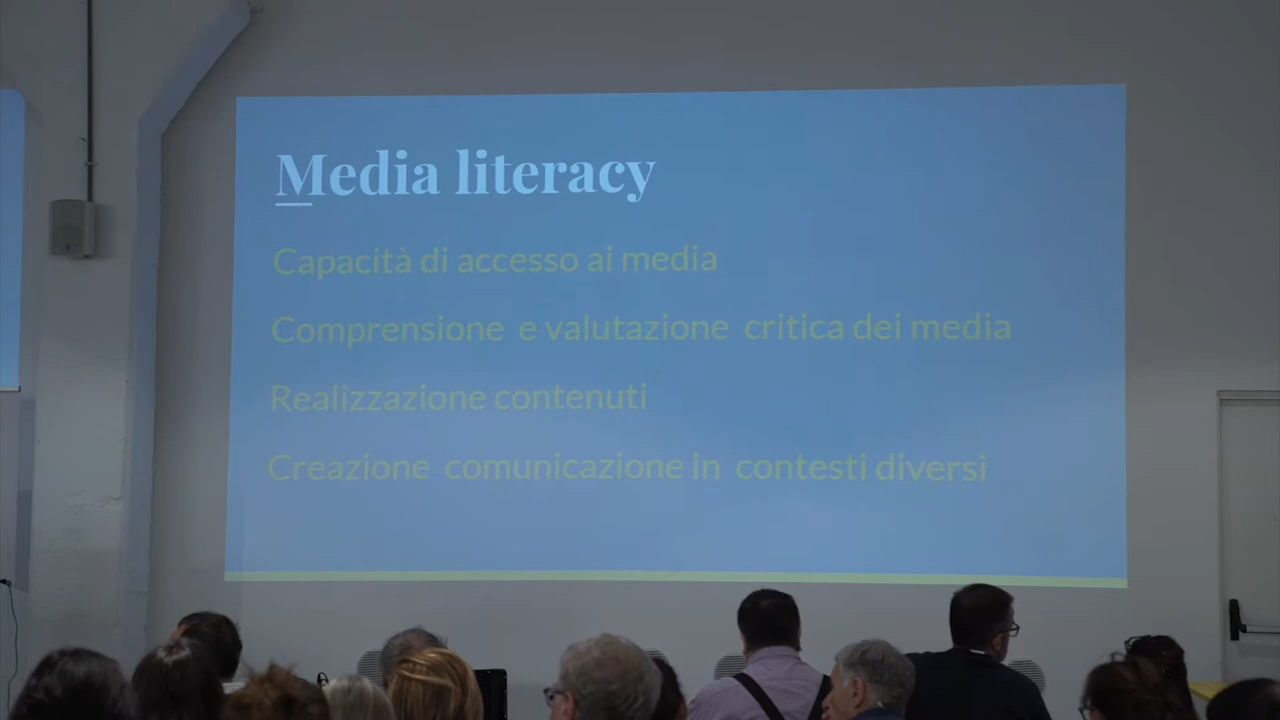 Media literacy
Capacità di accesso ai media
Comprensione e valutazione critica dei media
Realizzazione contenuti
Creazione comunicazione in contesti diversi